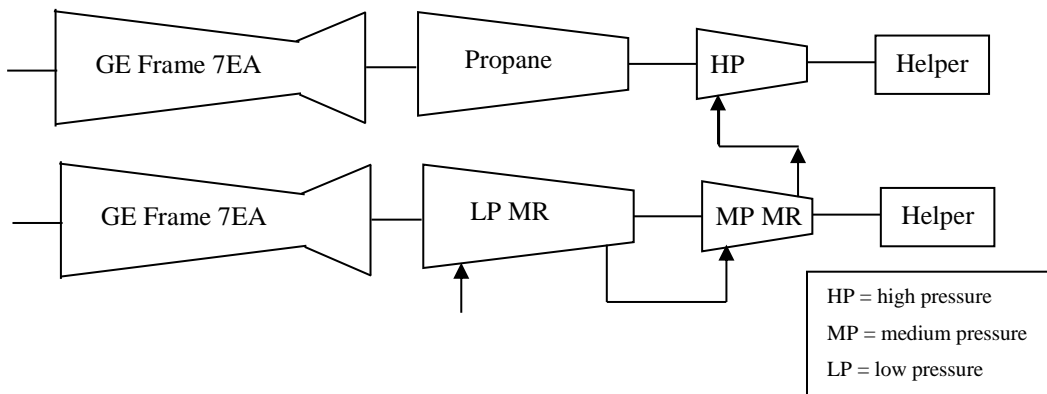 GE Frame 7EA
Propane
HP
Helper
GE Frame 7EA
LP MR
MP MR
Helper
HP = high pressure
MP = medium pressure
LP = low pressure